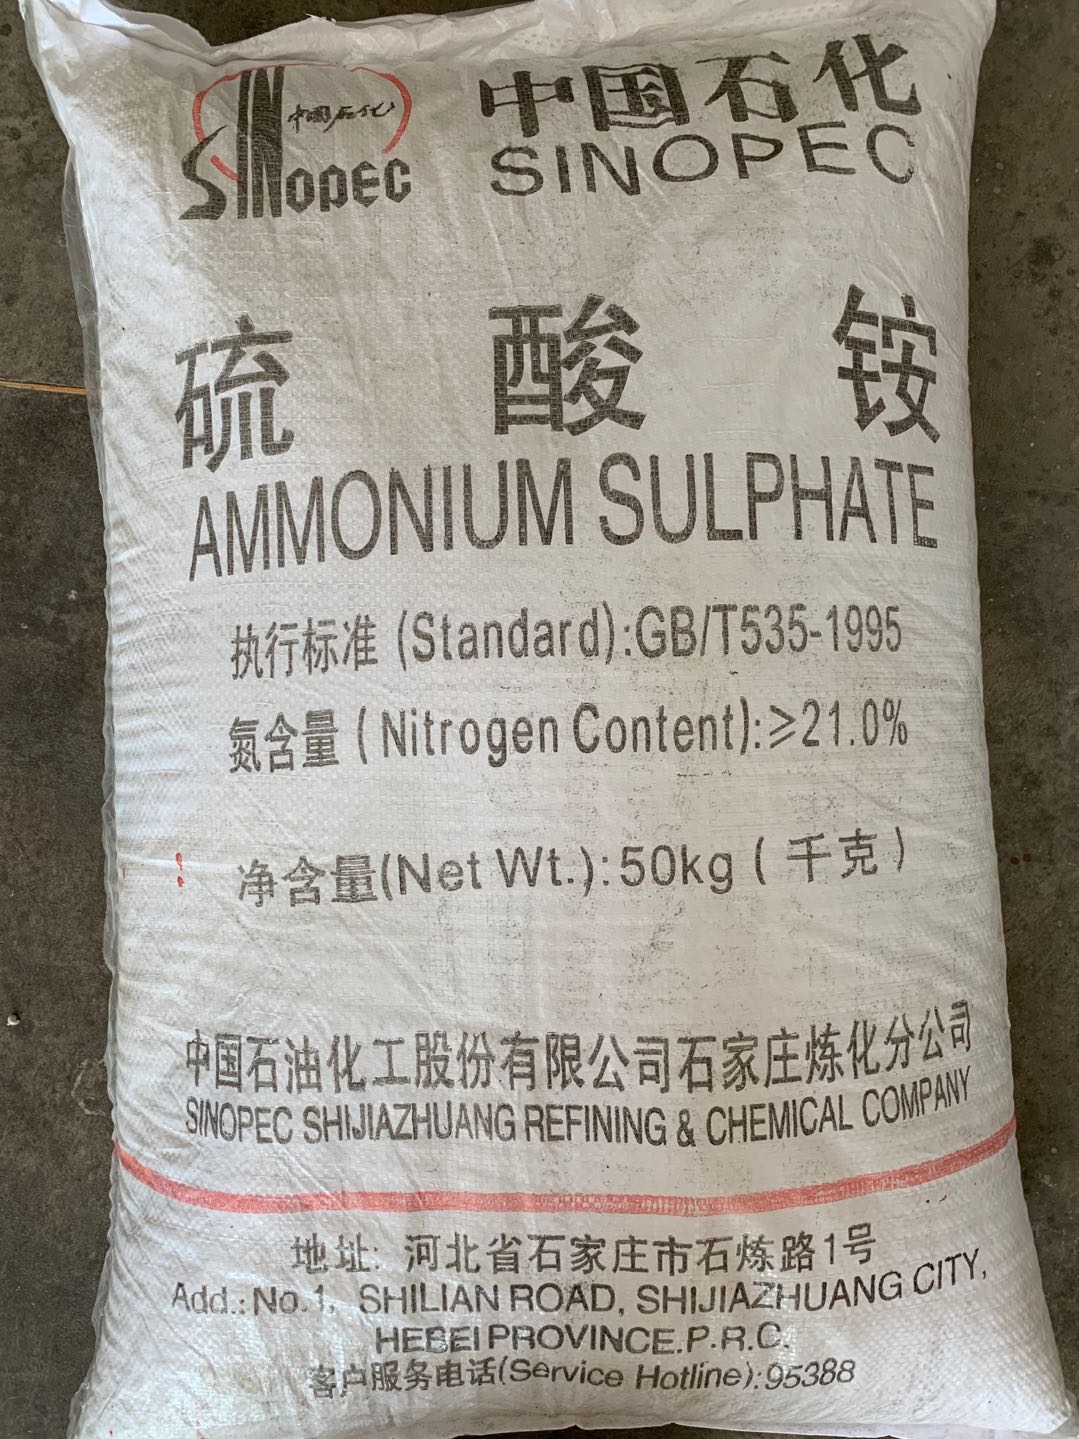 中国石化
SINOPEC
中国石化
SINOPEC
硫酸铵
AMMONIUM SULPHATE
执行标准(Standard):GB/T535-1995
氮含量(Nitrogen Content):≥21.0%
净含量(Net Wt.):50kg(千克)
中国石油化工股份有限公司石家庄炼化分公司
SINOPEC SHIJIAZHUANG REFINING & CHEMICAL COMPANY
地址: 河北省石家庄市石炼路1号
Add.: No.1, SHILIAN ROAD, SHIJIAZHUANG CITY,
HEBEI PROVINCE.P.R.C.
客户服务电话(Service Hotline):95388